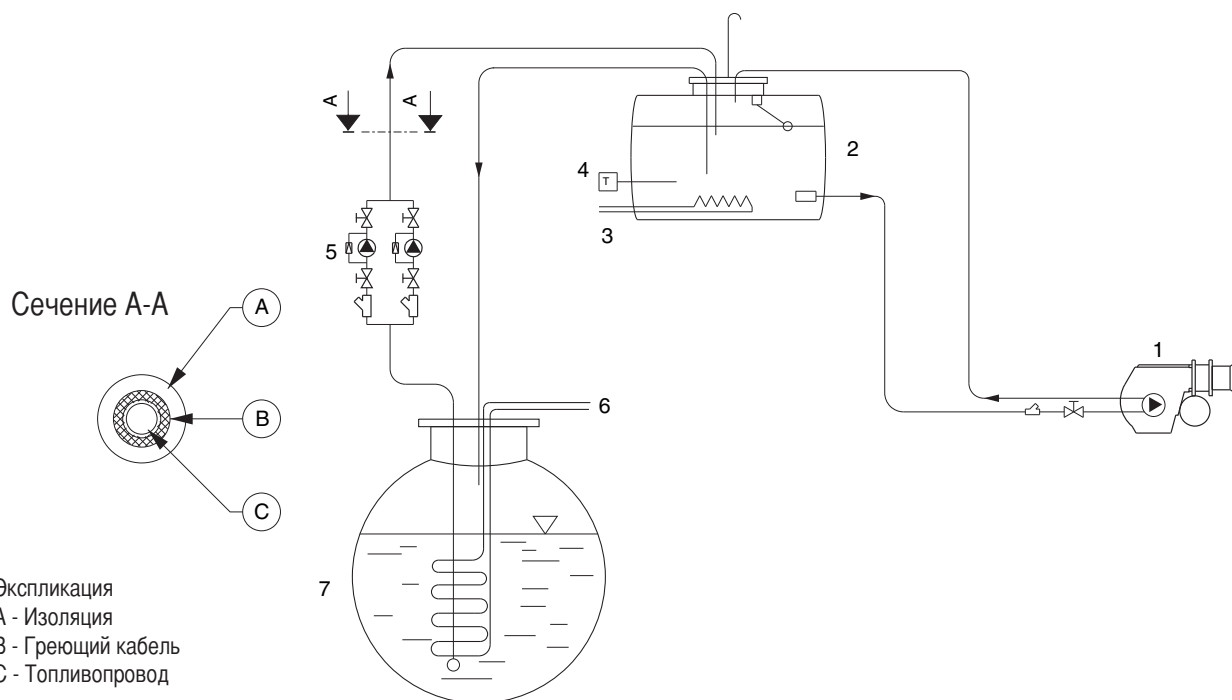 A A
2
4 T
3
5
1
Сечение А-А
A
B
C
6
7
Экспликация
А - Изоляция
В - Греющий кабель
С - Топливопровод